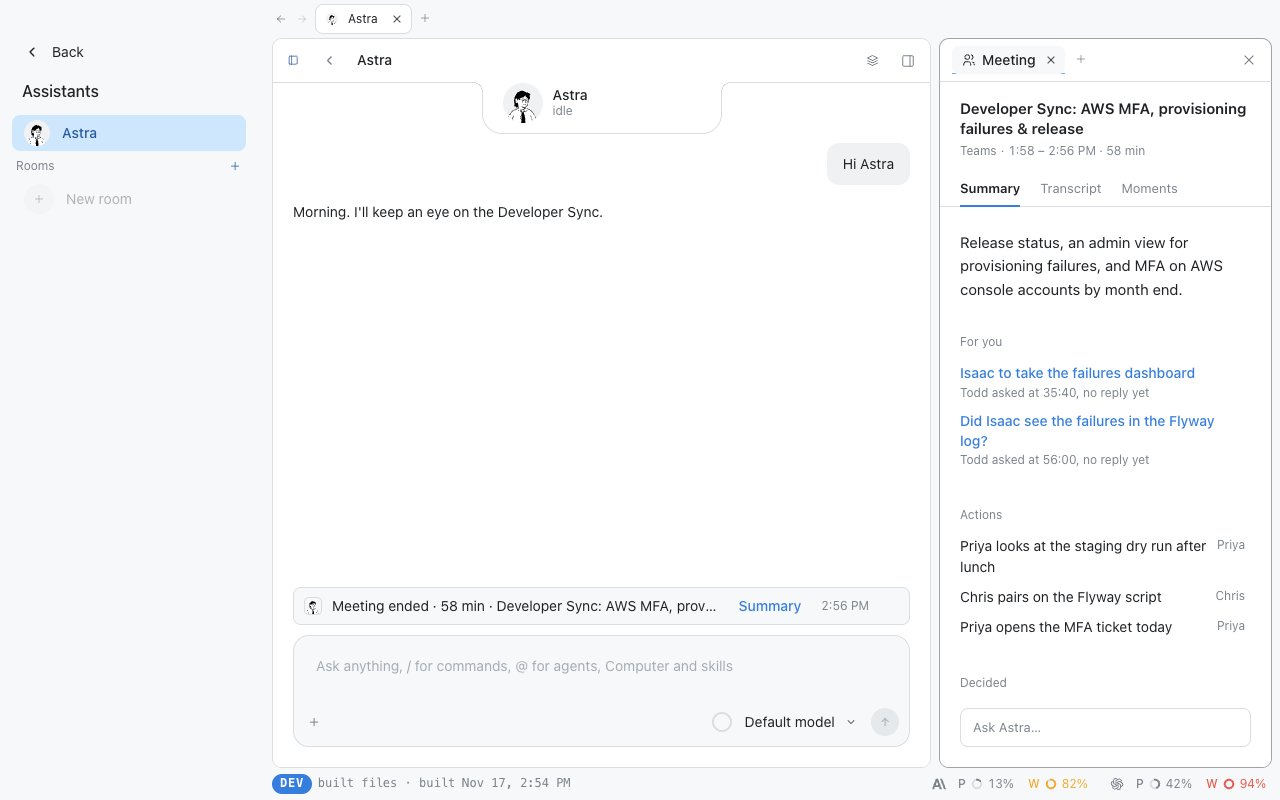 Astra
Back
Assistants
Astra
Rooms
New room
Astra
Astra
idle
Hi Astra
Morning. I'll keep an eye on the Developer Sync.
Meeting ended · 58 min · Developer Sync: AWS MFA, prov... Summary 2:56 PM
Ask anything, / for commands, @ for agents, Computer and skills
Default model
Meeting
Developer Sync: AWS MFA, provisioning
failures & release
Teams · 1:58 – 2:56 PM · 58 min
Summary Transcript Moments
Release status, an admin view for
provisioning failures, and MFA on AWS
console accounts by month end.
For you
Isaac to take the failures dashboard
Todd asked at 35:40, no reply yet
Did Isaac see the failures in the Flyway
log?
Todd asked at 56:00, no reply yet
Actions
Priya looks at the staging dry run after Priya
lunch
Chris pairs on the Flyway script Chris
Priya opens the MFA ticket today Priya
Decided
Ask Astra...
DEV built files · built Nov 17, 2:54 PM
P 13% W 82% P 42% W 94%